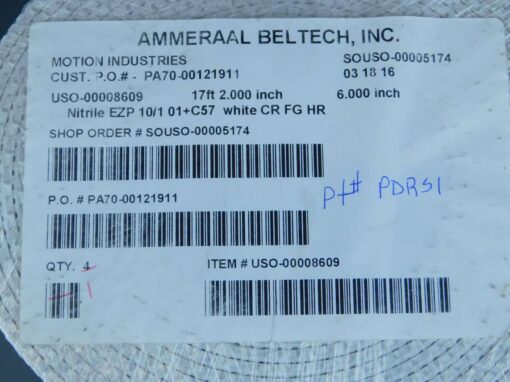 AMMERAAL BELTECH, INC.
MOTION INDUSTRIES SOUSO-00005174
CUST. P.O.# - PA70-00121911 03 18 16
USO-00008609 17ft 2.000 inch 6.000 inch
Nitrile EZP 10/1 01+C57 white CR FG HR
SHOP ORDER # SOUSO-00005174
P.O. # PA70-00121911
pt# PDRS1
QTY. 4 ITEM # USO-00008609
1